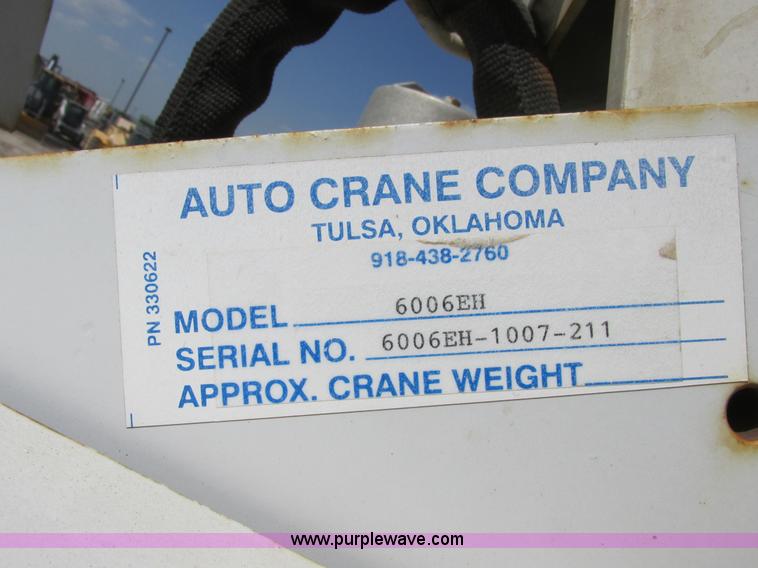 AUTO CRANE COMPANY
TULSA, OKLAHOMA
918-438-2760
PN 330622
MODEL 6006EH
SERIAL NO. 6006EH-1007-211
APPROX. CRANE WEIGHT
www.purplewave.com